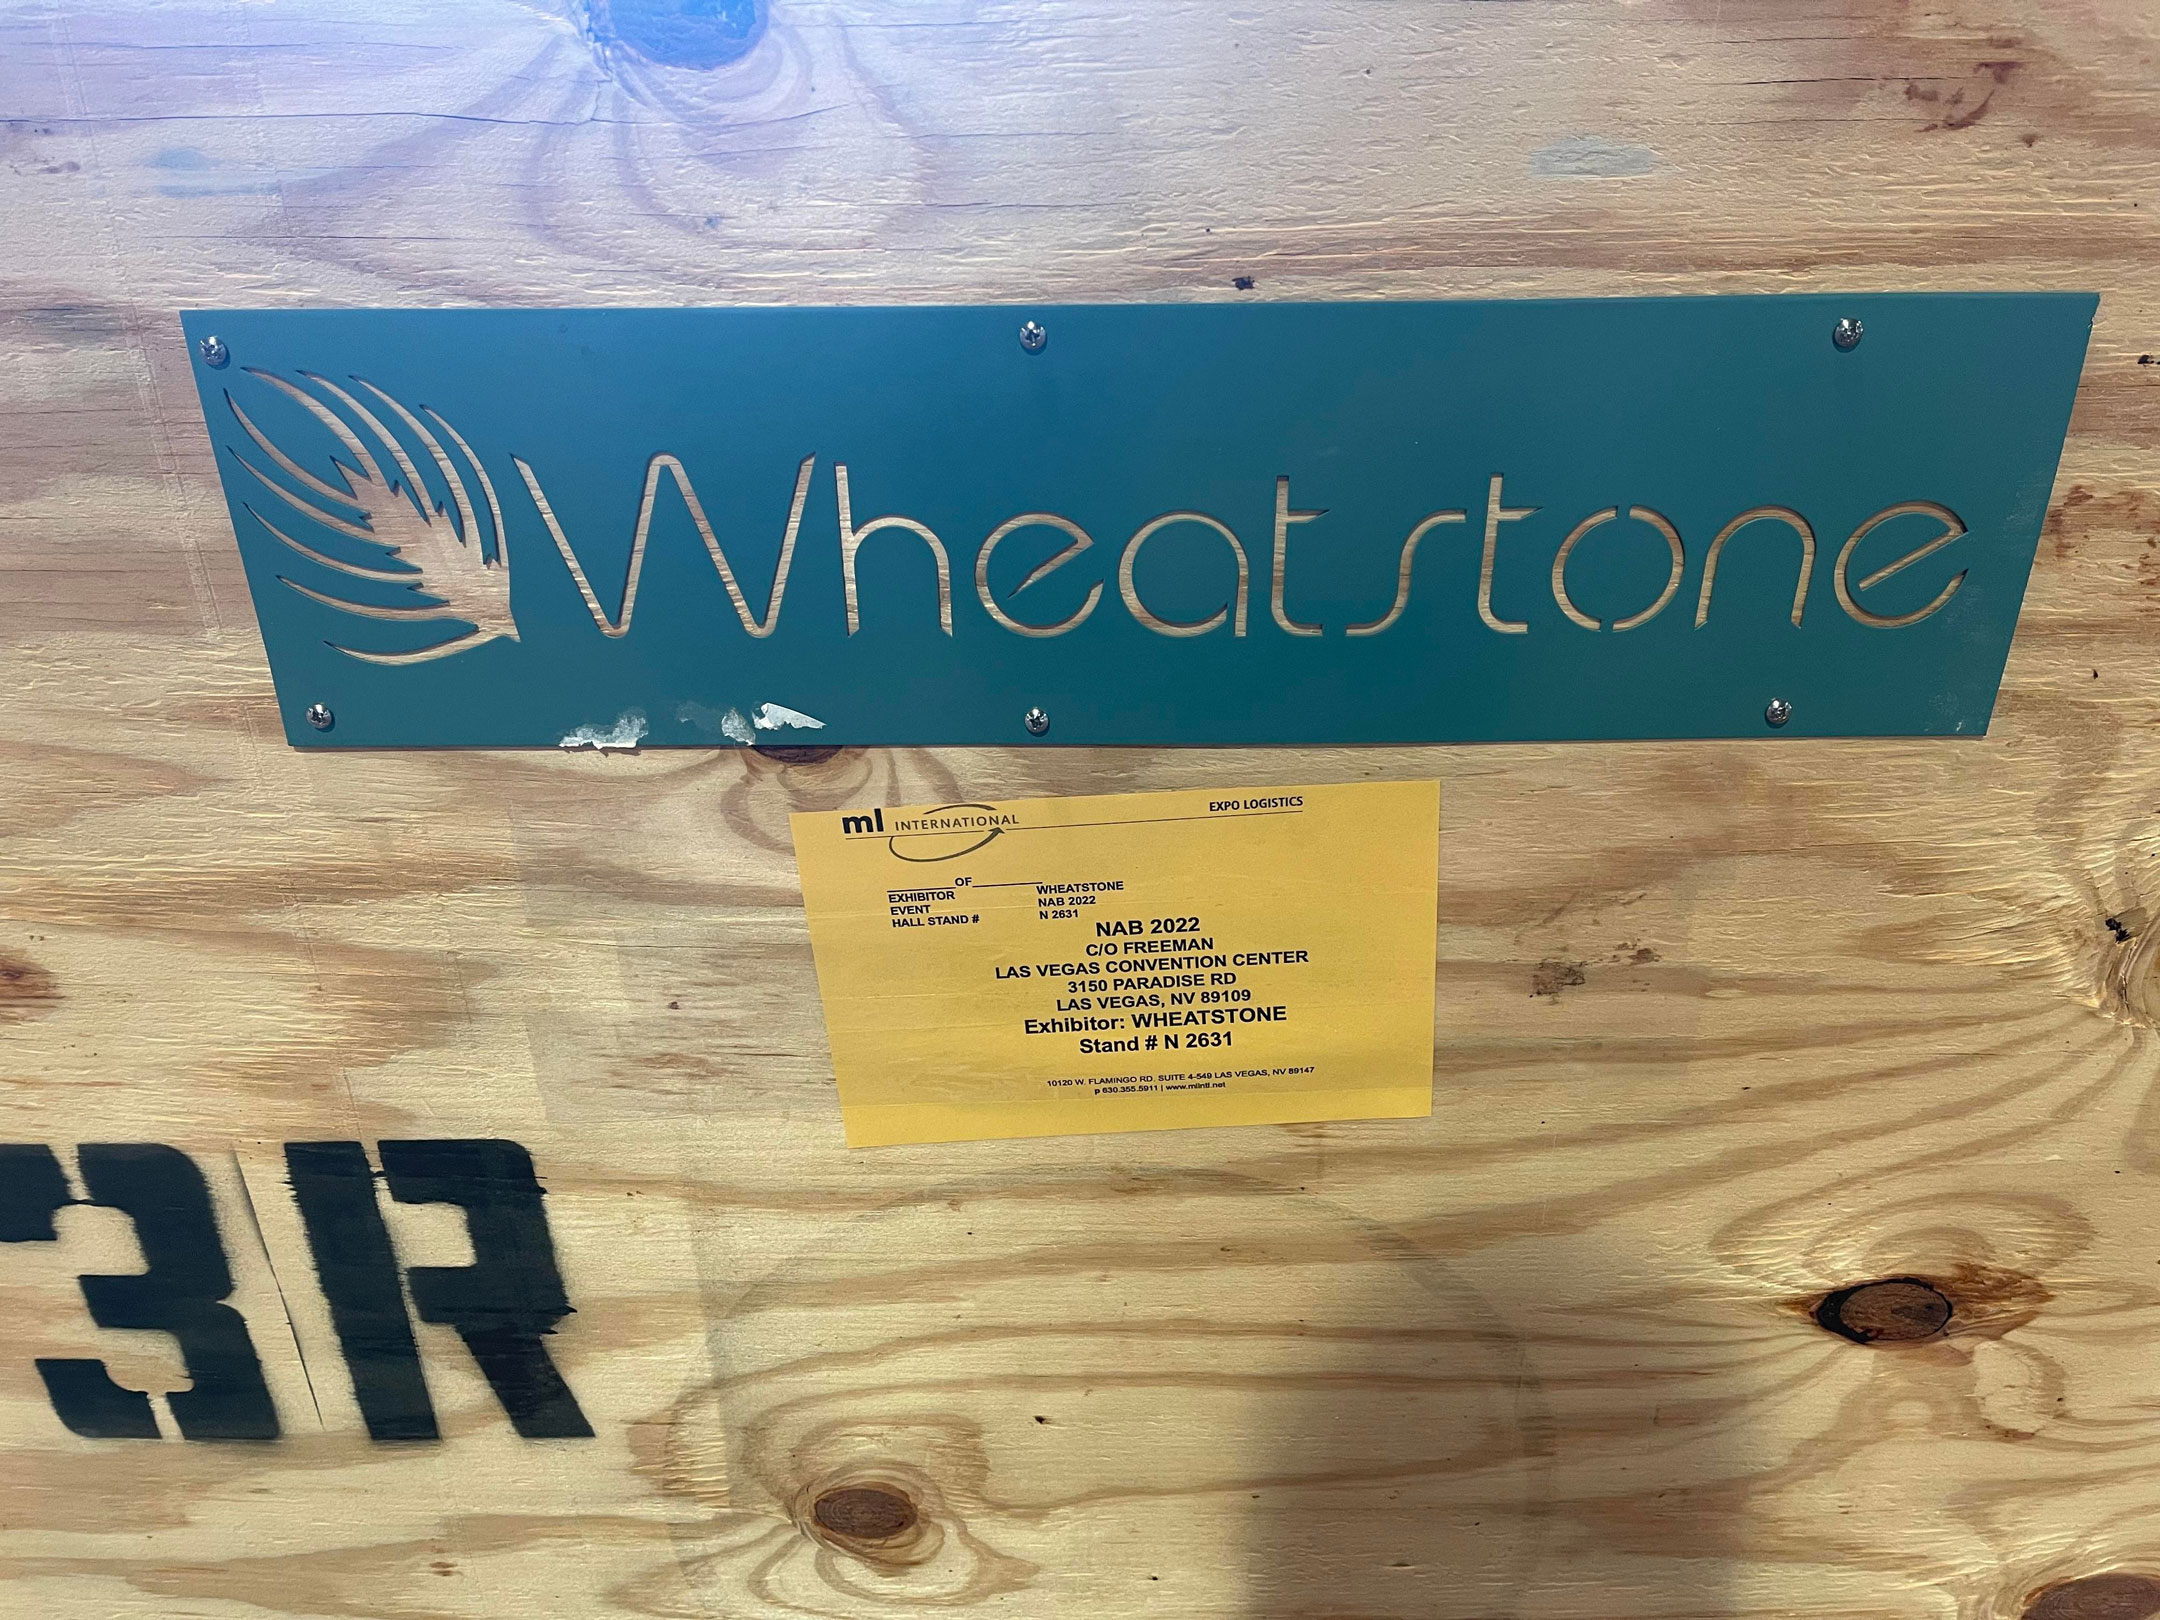 Wheatstone
ml INTERNATIONAL
EXPO LOGISTICS
________OF________
EXHIBITOR WHEATSTONE
EVENT NAB 2022
HALL STAND # N 2631
NAB 2022
C/O FREEMAN
LAS VEGAS CONVENTION CENTER
3150 PARADISE RD
LAS VEGAS, NV 89109
Exhibitor: WHEATSTONE
Stand # N 2631
10120 W. FLAMINGO RD. SUITE 4-549 LAS VEGAS, NV 89147
p 630.355.5911 | www.mlintl.net
3R